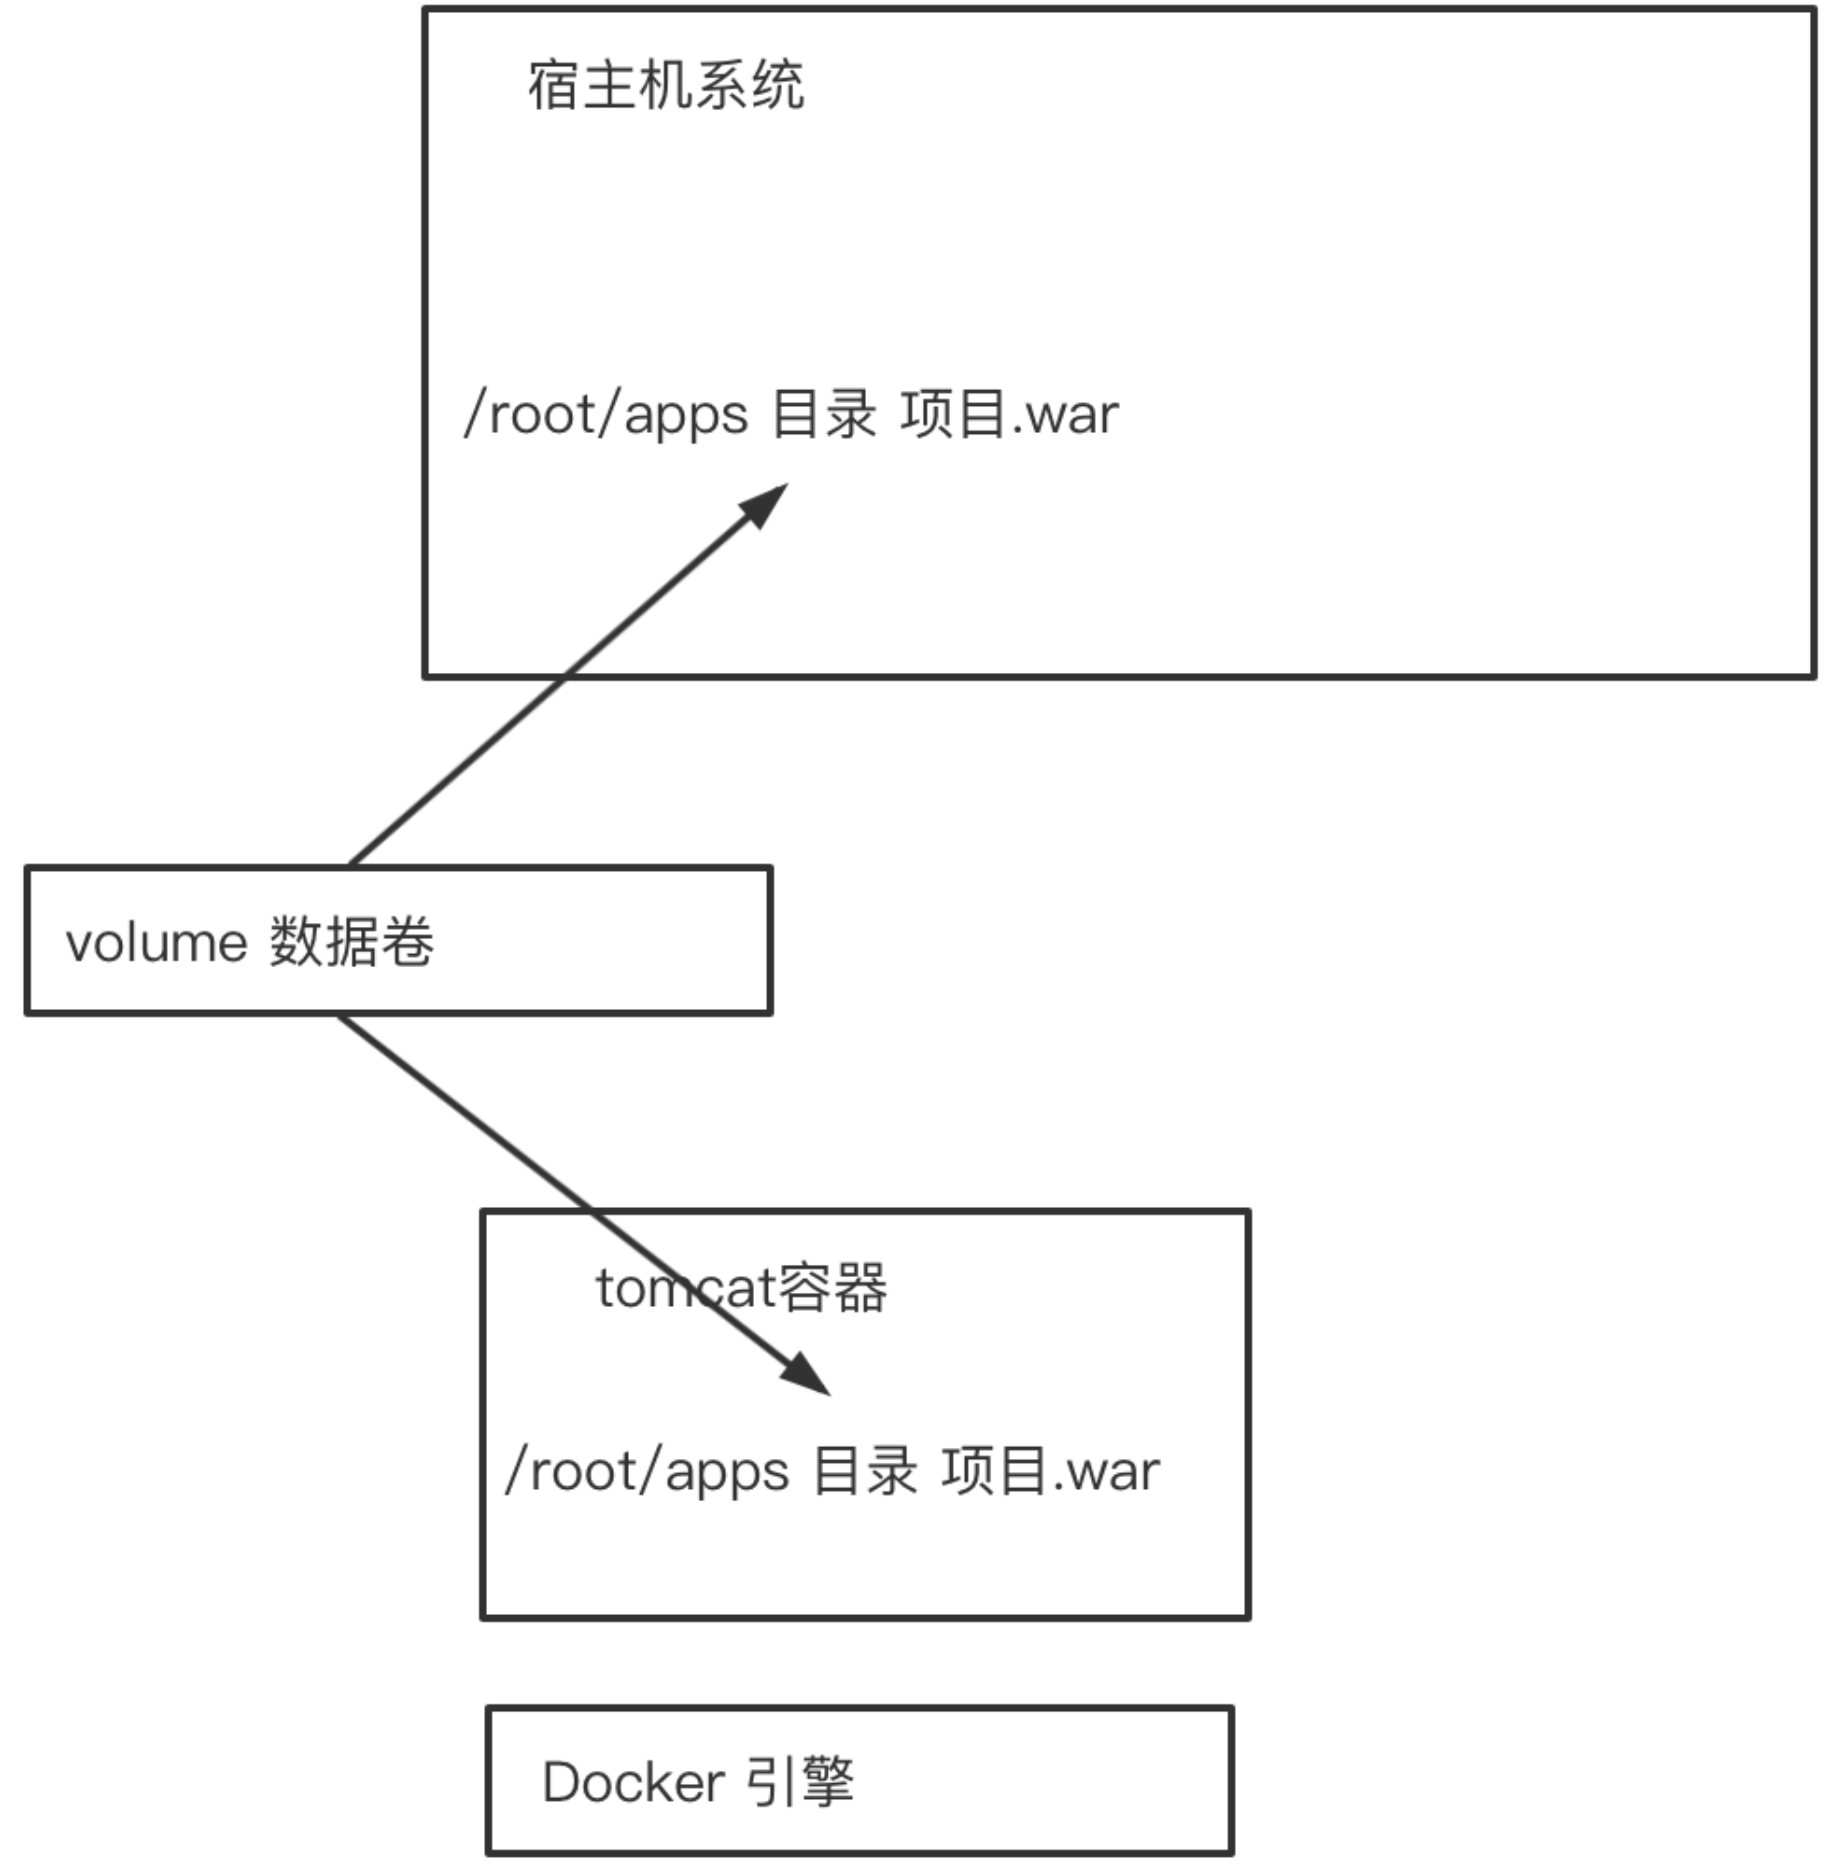 宿主机系统
/root/apps 目录 项目.war
volume 数据卷
tomcat容器
/root/apps 目录 项目.war
Docker 引擎